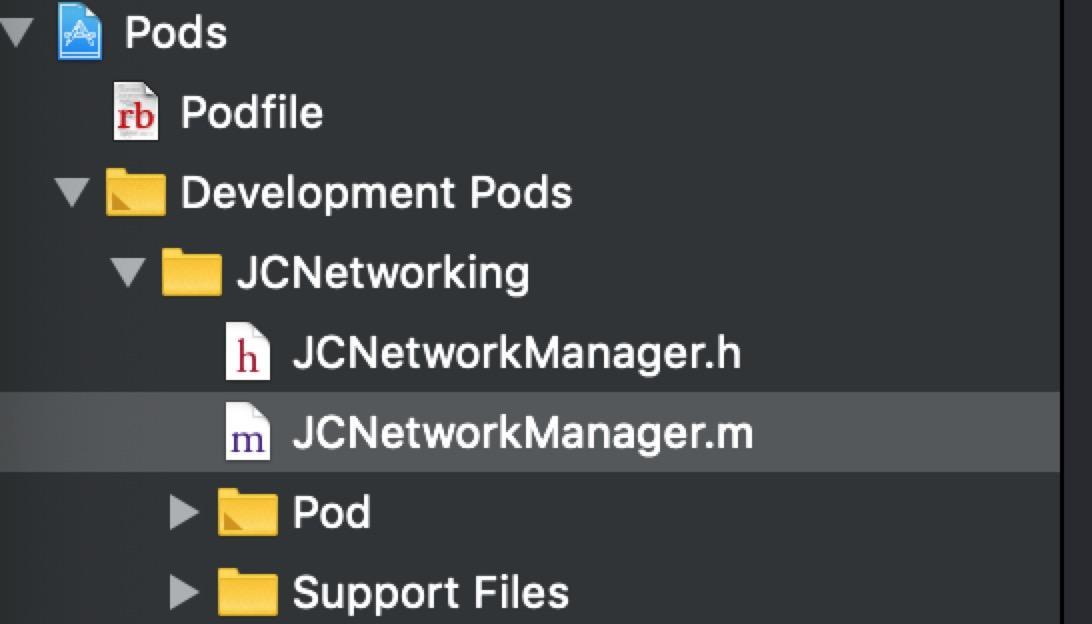 Pods
rb Podfile
Development Pods
JCNetworking
h JCNetworkManager.h
m JCNetworkManager.m
Pod
Support Files